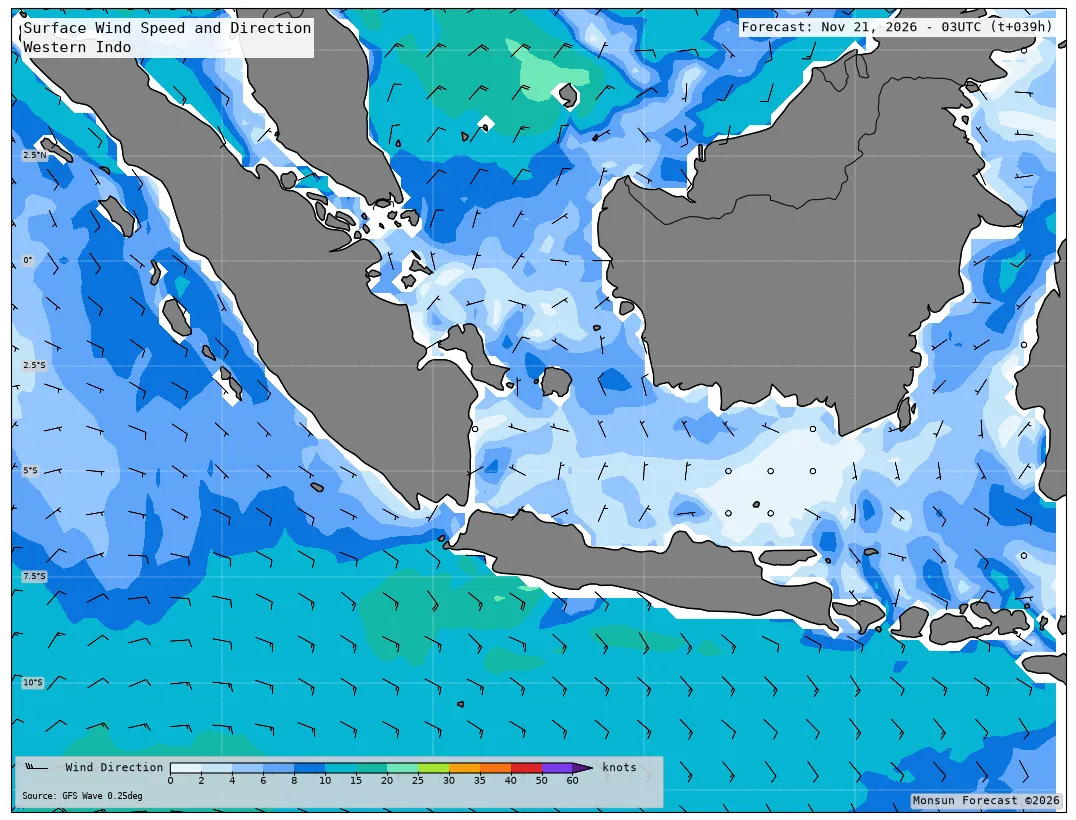 Surface Wind Speed and Direction
Western Indo
Forecast: Nov 21, 2026 - 03UTC (t+039h)
2.5°N
0°
2.5°S
5°S
7.5°S
10°S
Wind Direction
knots
0 2 4 6 8 10 15 20 25 30 35 40 50 60
Source: GFS Wave 0.25deg
Monsun Forecast ©2026